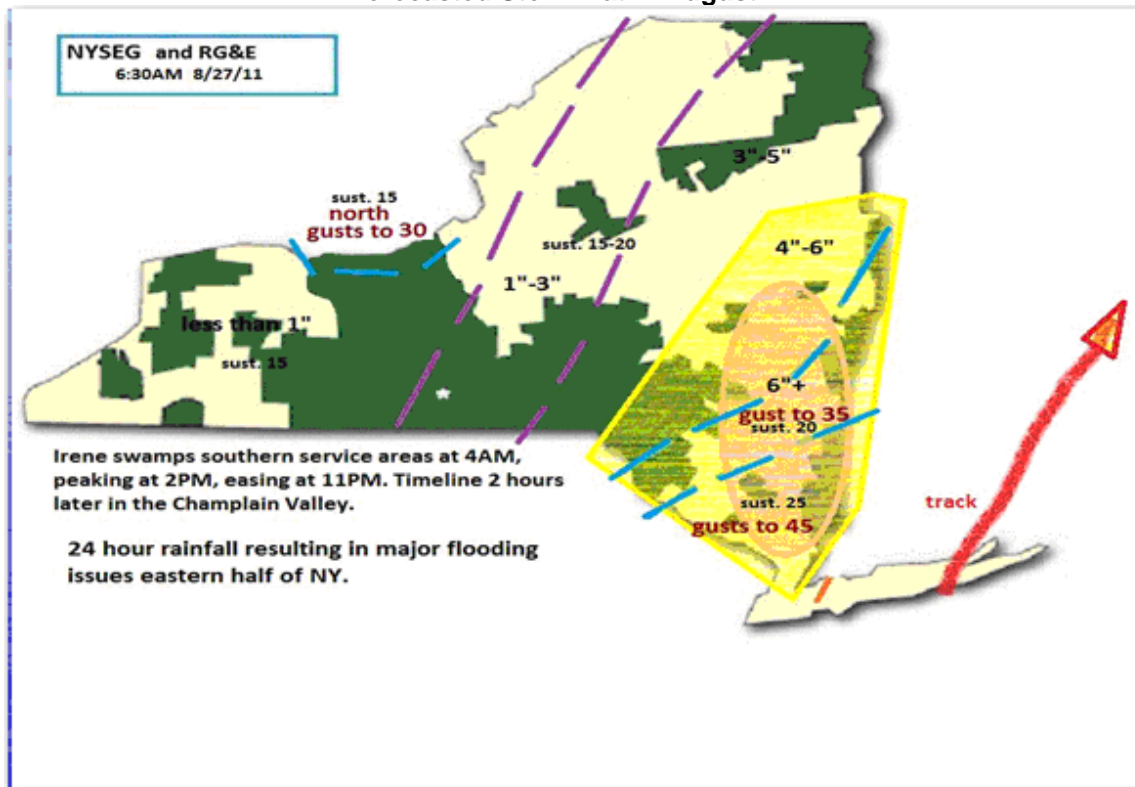 NYSEG and RG&E
6:30AM 8/27/11
3"-5"
sust. 15
north
gusts to 30
sust. 15-20
4"-6"
1"-3"
less than 1"
sust. 15
6"+
gust to 35
sust. 20
Irene swamps southern service areas at 4AM,
peaking at 2PM, easing at 11PM. Timeline 2 hours
later in the Champlain Valley.
sust. 25
gusts to 45
track
24 hour rainfall resulting in major flooding
issues eastern half of NY.